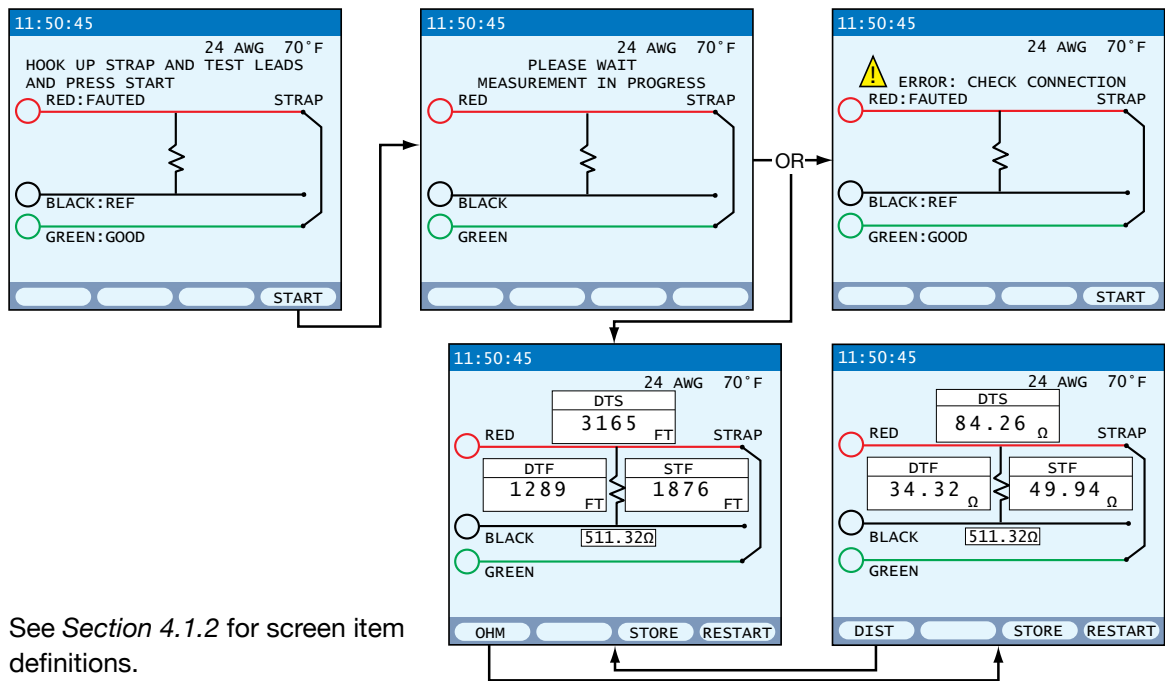 11:50:45
24 AWG 70°F
HOOK UP STRAP AND TEST LEADS
AND PRESS START
RED:FAUTED STRAP
BLACK:REF
GREEN:GOOD
START
11:50:45
24 AWG 70°F
PLEASE WAIT
MEASUREMENT IN PROGRESS
RED STRAP
BLACK
GREEN
OR
11:50:45
24 AWG 70°F
! ERROR: CHECK CONNECTION
RED:FAUTED STRAP
BLACK:REF
GREEN:GOOD
START
11:50:45
24 AWG 70°F
DTS
3165 FT
RED STRAP
DTF STF
1289 FT 1876 FT
BLACK 511.32Ω
GREEN
OHM STORE RESTART
11:50:45
24 AWG 70°F
DTS
84.26 Ω
RED STRAP
DTF STF
34.32 Ω 49.94 Ω
BLACK 511.32Ω
GREEN
DIST STORE RESTART
See Section 4.1.2 for screen item
definitions.